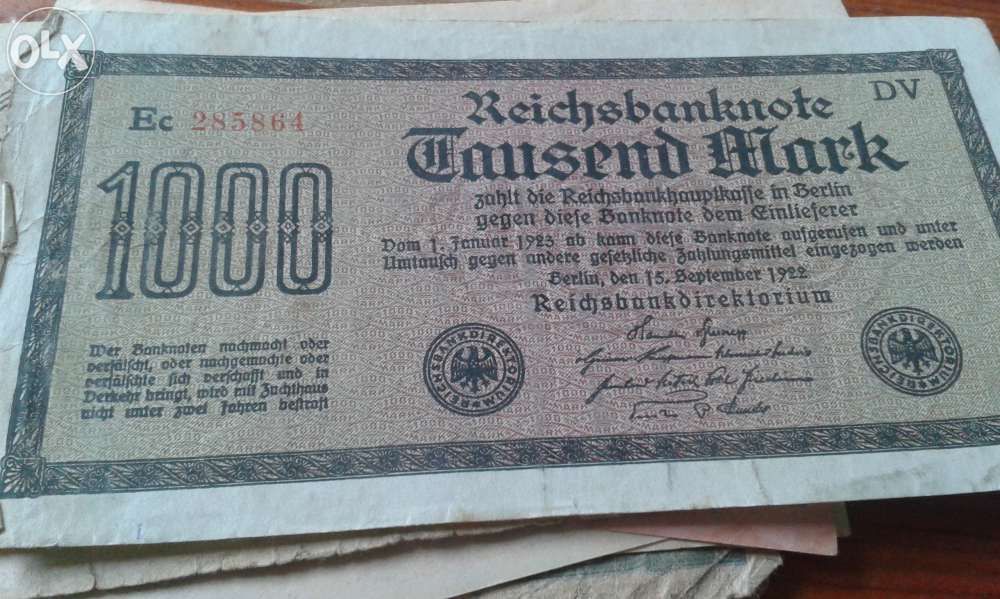 OLX
Reichsbanknote
DV
Ec 285864
Tausend Mark
1000
zahlt die Reichsbankhauptkasse in Berlin
gegen diese Banknote dem Einlieferer
Vom 1. Januar 1923 ab kann diese Banknote aufgerufen und unter
Umtausch gegen andere gesetzliche Zahlungsmittel eingezogen werden
Berlin, den 15. September 1922
Reichsbankdirektorium
Wer Banknoten nachmacht oder
verfälscht, oder nachgemachte oder
verfälschte sich verschafft und in
Verkehr bringt, wird mit Zuchthaus
nicht unter zwei Jahren bestraft
REICHSBANKDIREKTORIUM
REICHSBANKDIREKTORIUM